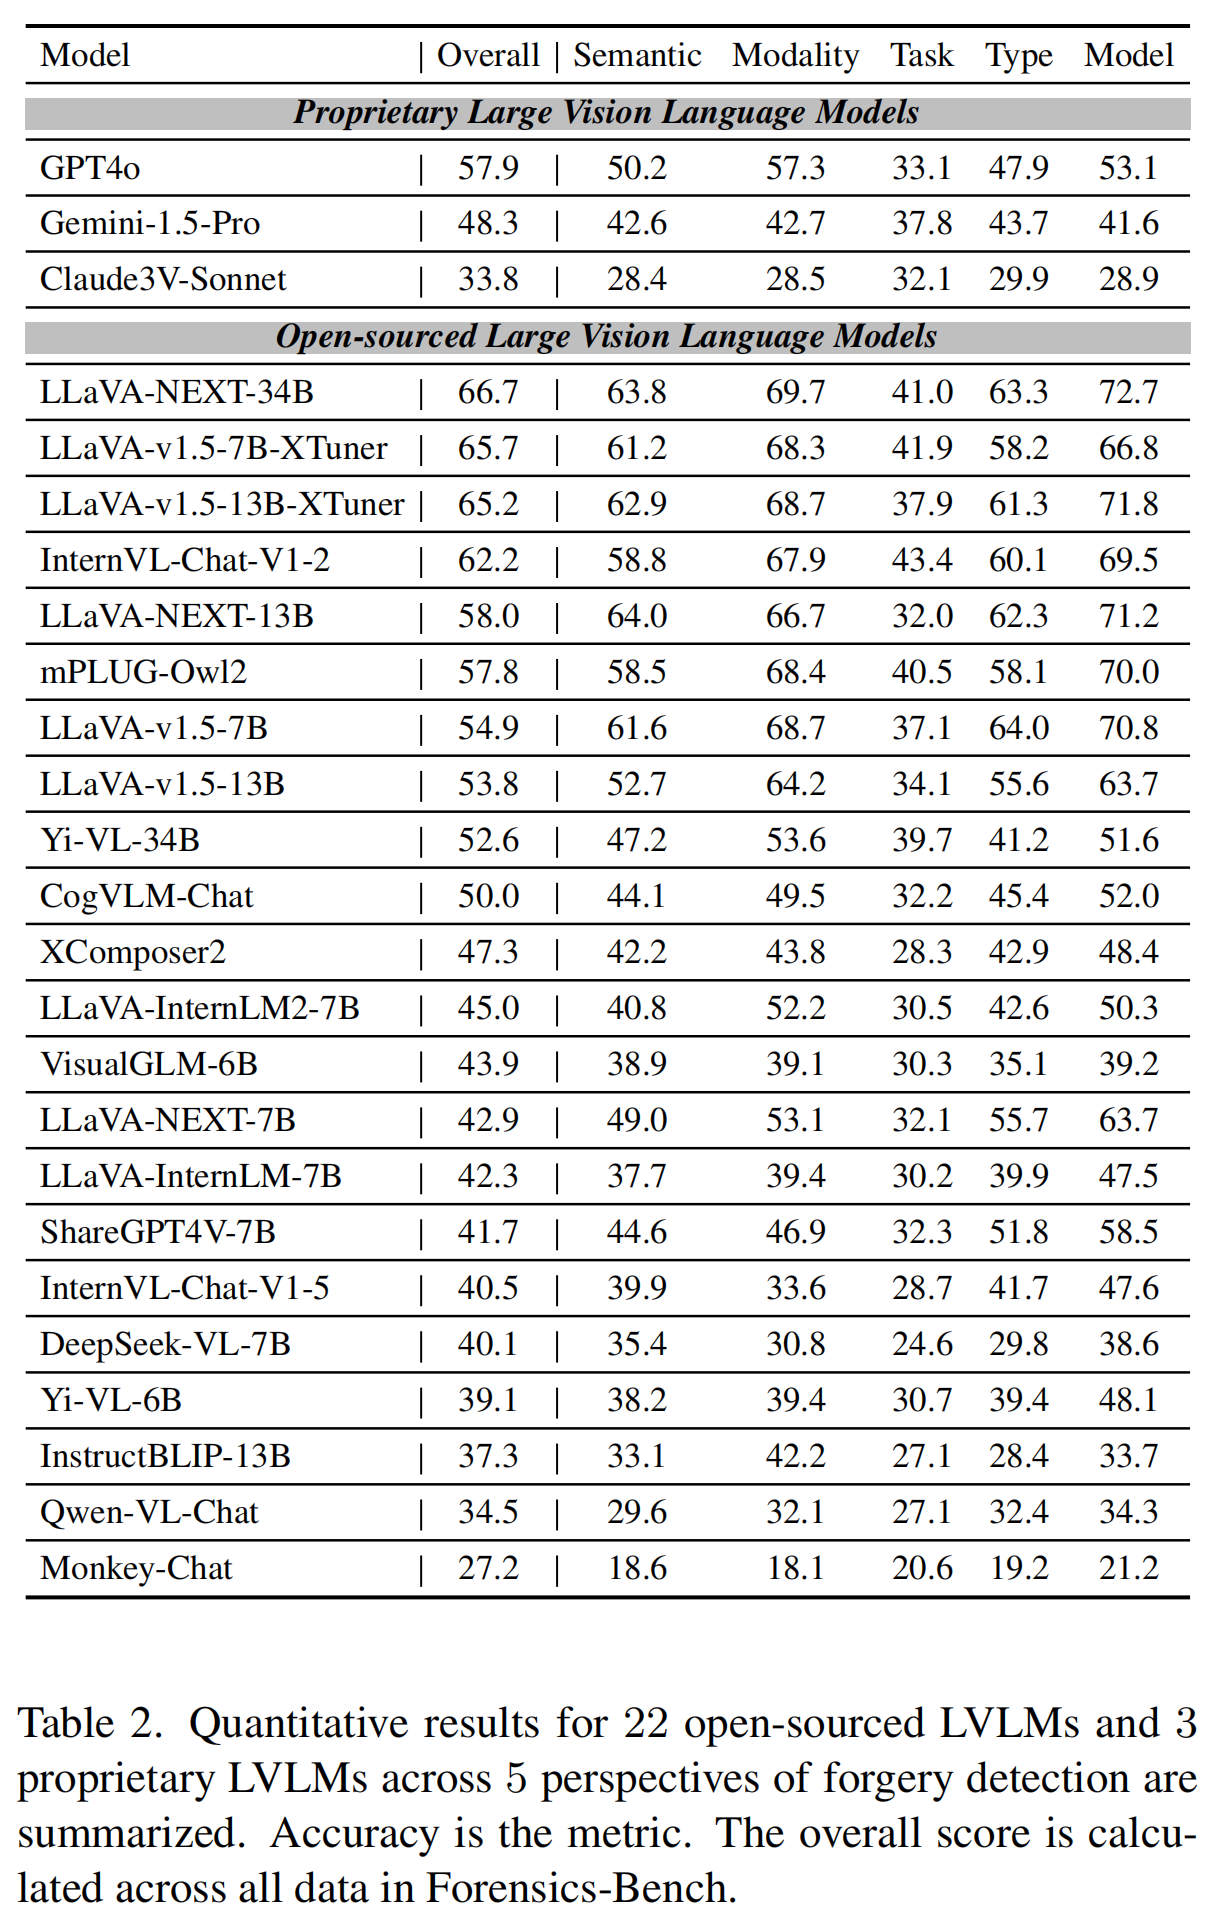 Model | Overall | Semantic Modality Task Type Model
Proprietary Large Vision Language Models
GPT4o | 57.9 | 50.2 57.3 33.1 47.9 53.1
Gemini-1.5-Pro | 48.3 | 42.6 42.7 37.8 43.7 41.6
Claude3V-Sonnet | 33.8 | 28.4 28.5 32.1 29.9 28.9
Open-sourced Large Vision Language Models
LLaVA-NEXT-34B | 66.7 | 63.8 69.7 41.0 63.3 72.7
LLaVA-v1.5-7B-XTuner | 65.7 | 61.2 68.3 41.9 58.2 66.8
LLaVA-v1.5-13B-XTuner | 65.2 | 62.9 68.7 37.9 61.3 71.8
InternVL-Chat-V1-2 | 62.2 | 58.8 67.9 43.4 60.1 69.5
LLaVA-NEXT-13B | 58.0 | 64.0 66.7 32.0 62.3 71.2
mPLUG-Owl2 | 57.8 | 58.5 68.4 40.5 58.1 70.0
LLaVA-v1.5-7B | 54.9 | 61.6 68.7 37.1 64.0 70.8
LLaVA-v1.5-13B | 53.8 | 52.7 64.2 34.1 55.6 63.7
Yi-VL-34B | 52.6 | 47.2 53.6 39.7 41.2 51.6
CogVLM-Chat | 50.0 | 44.1 49.5 32.2 45.4 52.0
XComposer2 | 47.3 | 42.2 43.8 28.3 42.9 48.4
LLaVA-InternLM2-7B | 45.0 | 40.8 52.2 30.5 42.6 50.3
VisualGLM-6B | 43.9 | 38.9 39.1 30.3 35.1 39.2
LLaVA-NEXT-7B | 42.9 | 49.0 53.1 32.1 55.7 63.7
LLaVA-InternLM-7B | 42.3 | 37.7 39.4 30.2 39.9 47.5
ShareGPT4V-7B | 41.7 | 44.6 46.9 32.3 51.8 58.5
InternVL-Chat-V1-5 | 40.5 | 39.9 33.6 28.7 41.7 47.6
DeepSeek-VL-7B | 40.1 | 35.4 30.8 24.6 29.8 38.6
Yi-VL-6B | 39.1 | 38.2 39.4 30.7 39.4 48.1
InstructBLIP-13B | 37.3 | 33.1 42.2 27.1 28.4 33.7
Qwen-VL-Chat | 34.5 | 29.6 32.1 27.1 32.4 34.3
Monkey-Chat | 27.2 | 18.6 18.1 20.6 19.2 21.2
Table 2. Quantitative results for 22 open-sourced LVLMs and 3
proprietary LVLMs across 5 perspectives of forgery detection are
summarized. Accuracy is the metric. The overall score is calcu-
lated across all data in Forensics-Bench.